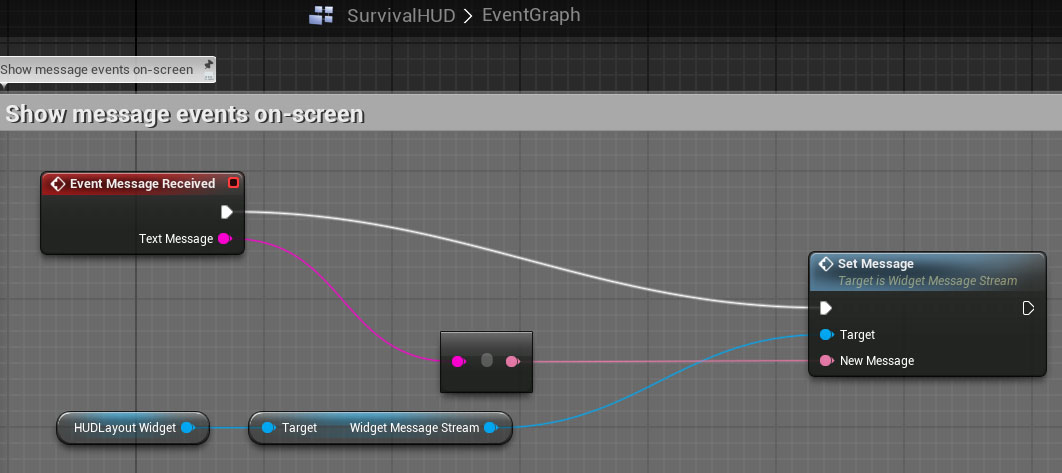 SurvivalHUD > EventGraph
Show message events on-screen
Show message events on-screen
Event Message Received
Text Message
Set Message
Target is Widget Message Stream
Target
New Message
HUDLayout Widget
Target Widget Message Stream